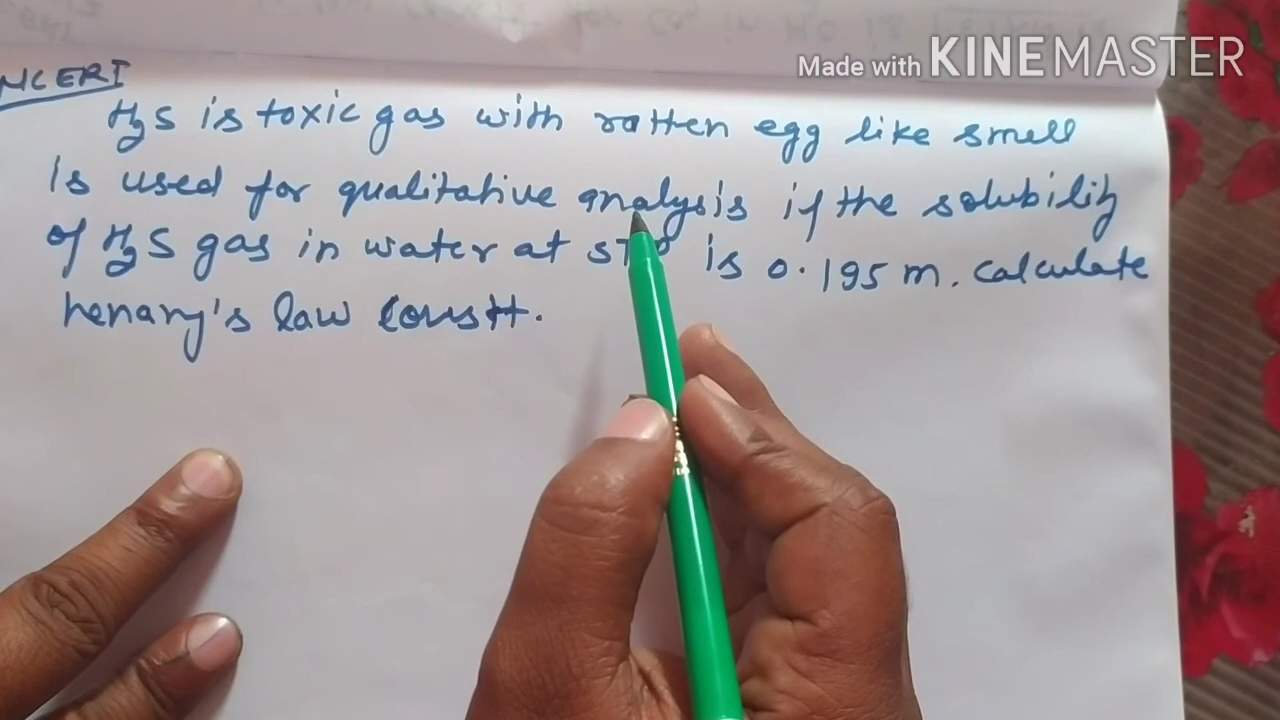 Made with KINEMASTER
NCERT
H2S is toxic gas with rotten egg like smell
is used for qualitative analysis if the solubility
of H2S gas in water at STP is 0.195 m. calculate
henary's law constt.